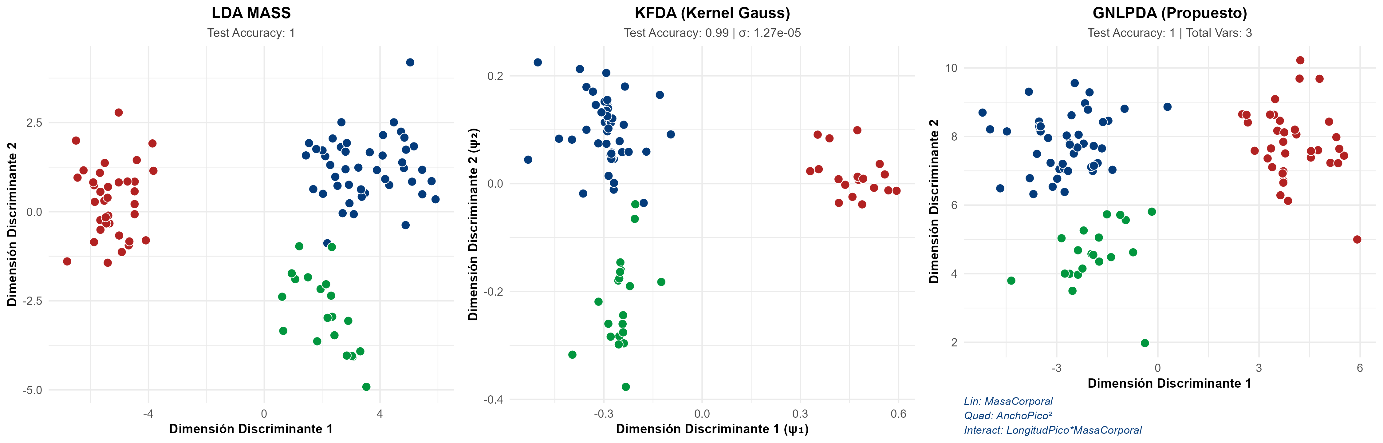 LDA MASS
Test Accuracy: 1
Dimensión Discriminante 2
2.5
0.0
-2.5
-5.0
-4
0
4
Dimensión Discriminante 1
KFDA (Kernel Gauss)
Test Accuracy: 0.99 | σ: 1.27e-05
Dimensión Discriminante 2 (ψ₂)
0.2
0.0
-0.2
-0.4
-0.3
0.0
0.3
0.6
Dimensión Discriminante 1 (ψ₁)
GNLPDA (Propuesto)
Test Accuracy: 1 | Total Vars: 3
Dimensión Discriminante 2
10
8
6
4
2
-3
0
3
6
Dimensión Discriminante 1
Lin: MasaCorporal
Quad: AnchoPico²
Interact: LongitudPico*MasaCorporal